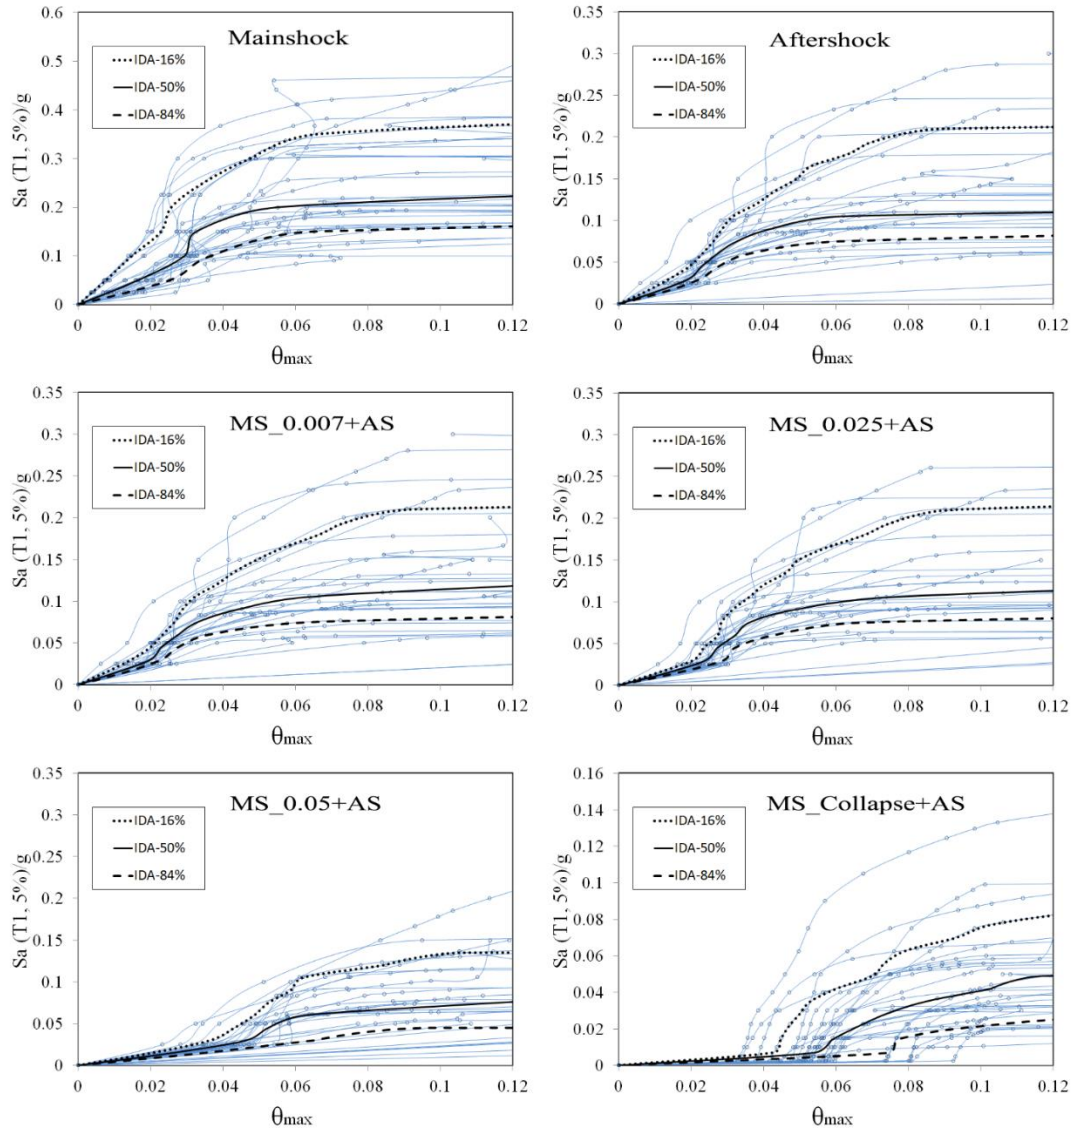 Mainshock
IDA-16%
IDA-50%
IDA-84%
Sa (T1, 5%)/g
0.6
0.5
0.4
0.3
0.2
0.1
0
0 0.02 0.04 0.06 0.08 0.1 0.12
θmax
Aftershock
IDA-16%
IDA-50%
IDA-84%
Sa (T1, 5%)/g
0.35
0.3
0.25
0.2
0.15
0.1
0.05
0
0 0.02 0.04 0.06 0.08 0.1 0.12
θmax
MS_0.007+AS
IDA-16%
IDA-50%
IDA-84%
Sa (T1, 5%)/g
0.35
0.3
0.25
0.2
0.15
0.1
0.05
0
0 0.02 0.04 0.06 0.08 0.1 0.12
θmax
MS_0.025+AS
IDA-16%
IDA-50%
IDA-84%
Sa (T1, 5%)/g
0.35
0.3
0.25
0.2
0.15
0.1
0.05
0
0 0.02 0.04 0.06 0.08 0.1 0.12
θmax
MS_0.05+AS
IDA-16%
IDA-50%
IDA-84%
Sa (T1, 5%)/g
0.35
0.3
0.25
0.2
0.15
0.1
0.05
0
0 0.02 0.04 0.06 0.08 0.1 0.12
θmax
MS_Collapse+AS
IDA-16%
IDA-50%
IDA-84%
Sa (T1, 5%)/g
0.16
0.14
0.12
0.1
0.08
0.06
0.04
0.02
0
0 0.02 0.04 0.06 0.08 0.1 0.12
θmax